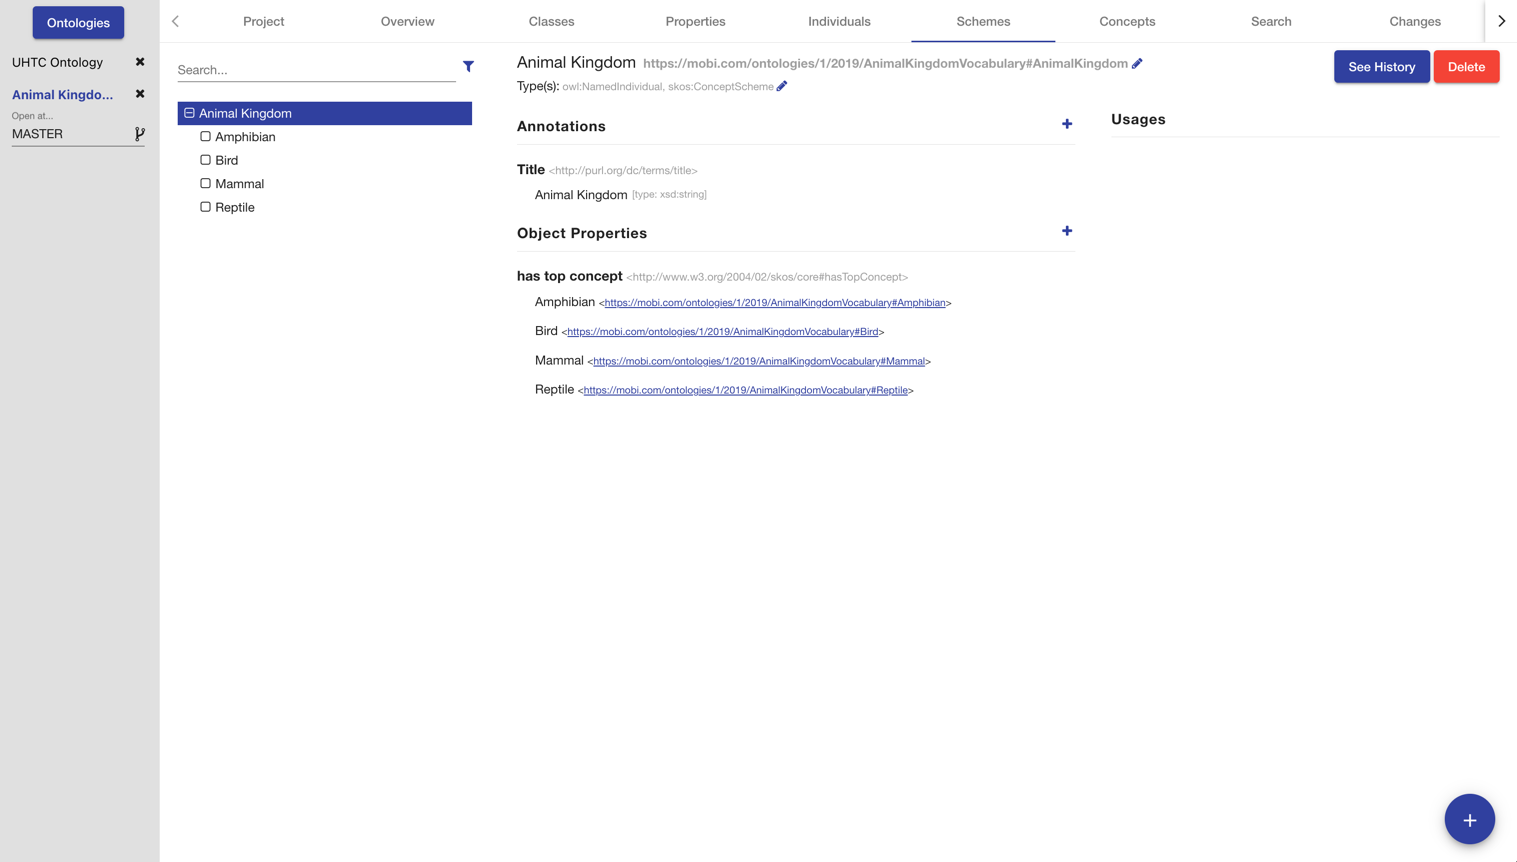 Ontologies
UHTC Ontology
Animal Kingdo...
Open at...
MASTER
Project Overview Classes Properties Individuals Schemes Concepts Search Changes
Search...
Animal Kingdom
Amphibian
Bird
Mammal
Reptile
Animal Kingdom https://mobi.com/ontologies/1/2019/AnimalKingdomVocabulary#AnimalKingdom
Type(s): owl:NamedIndividual, skos:ConceptScheme
See History
Delete
Annotations
Title <http://purl.org/dc/terms/title>
Animal Kingdom [type: xsd:string]
Object Properties
has top concept <http://www.w3.org/2004/02/skos/core#hasTopConcept>
Amphibian <https://mobi.com/ontologies/1/2019/AnimalKingdomVocabulary#Amphibian>
Bird <https://mobi.com/ontologies/1/2019/AnimalKingdomVocabulary#Bird>
Mammal <https://mobi.com/ontologies/1/2019/AnimalKingdomVocabulary#Mammal>
Reptile <https://mobi.com/ontologies/1/2019/AnimalKingdomVocabulary#Reptile>
Usages